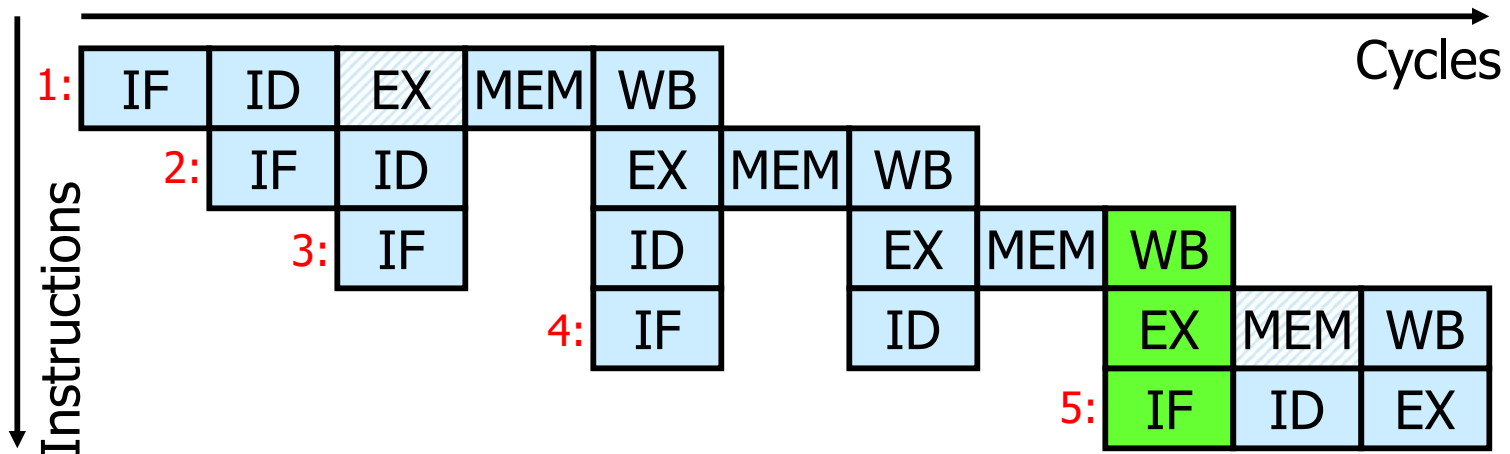 Cycles
Instructions
1: IF ID EX MEM WB
2: IF ID EX MEM WB
3: IF ID EX MEM WB
4: IF ID EX MEM WB
5: IF ID EX